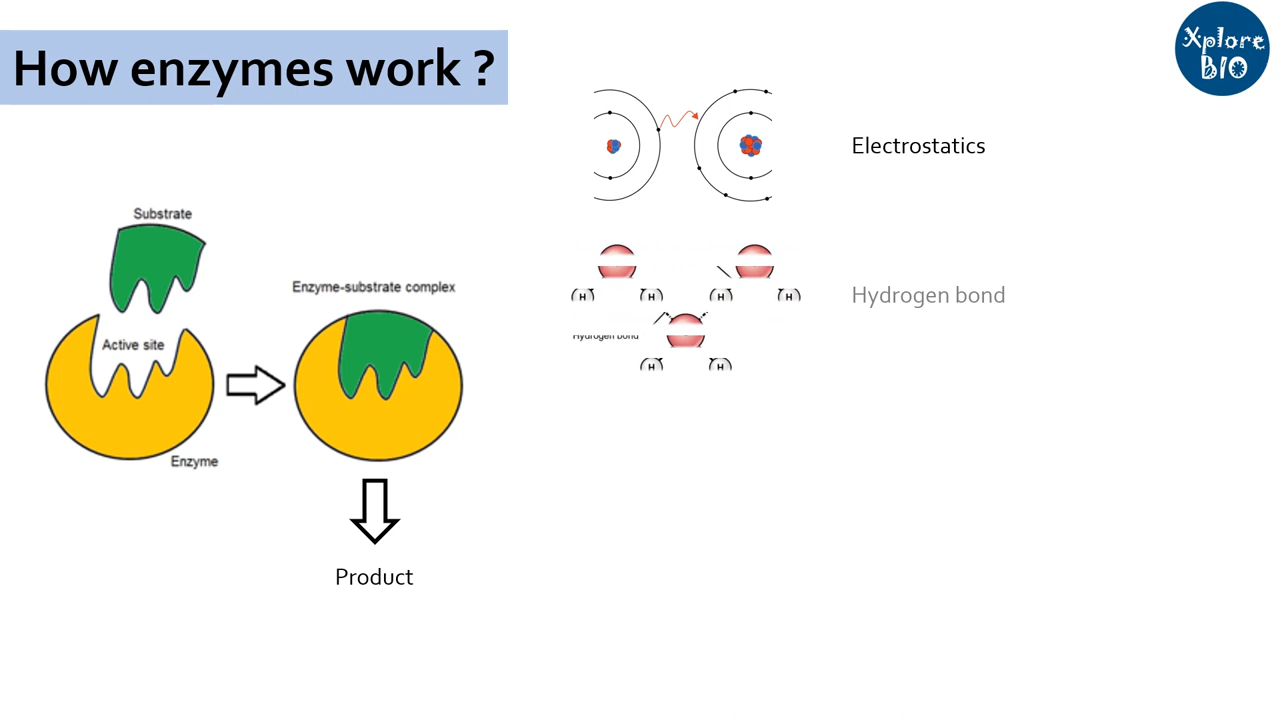 How enzymes work ?
Xplore
BIO
Electrostatics
Substrate
Active site
Enzyme
Enzyme-substrate complex
Product
H
H
H
H
Hydrogen bond
Hydrogen bond
H
H